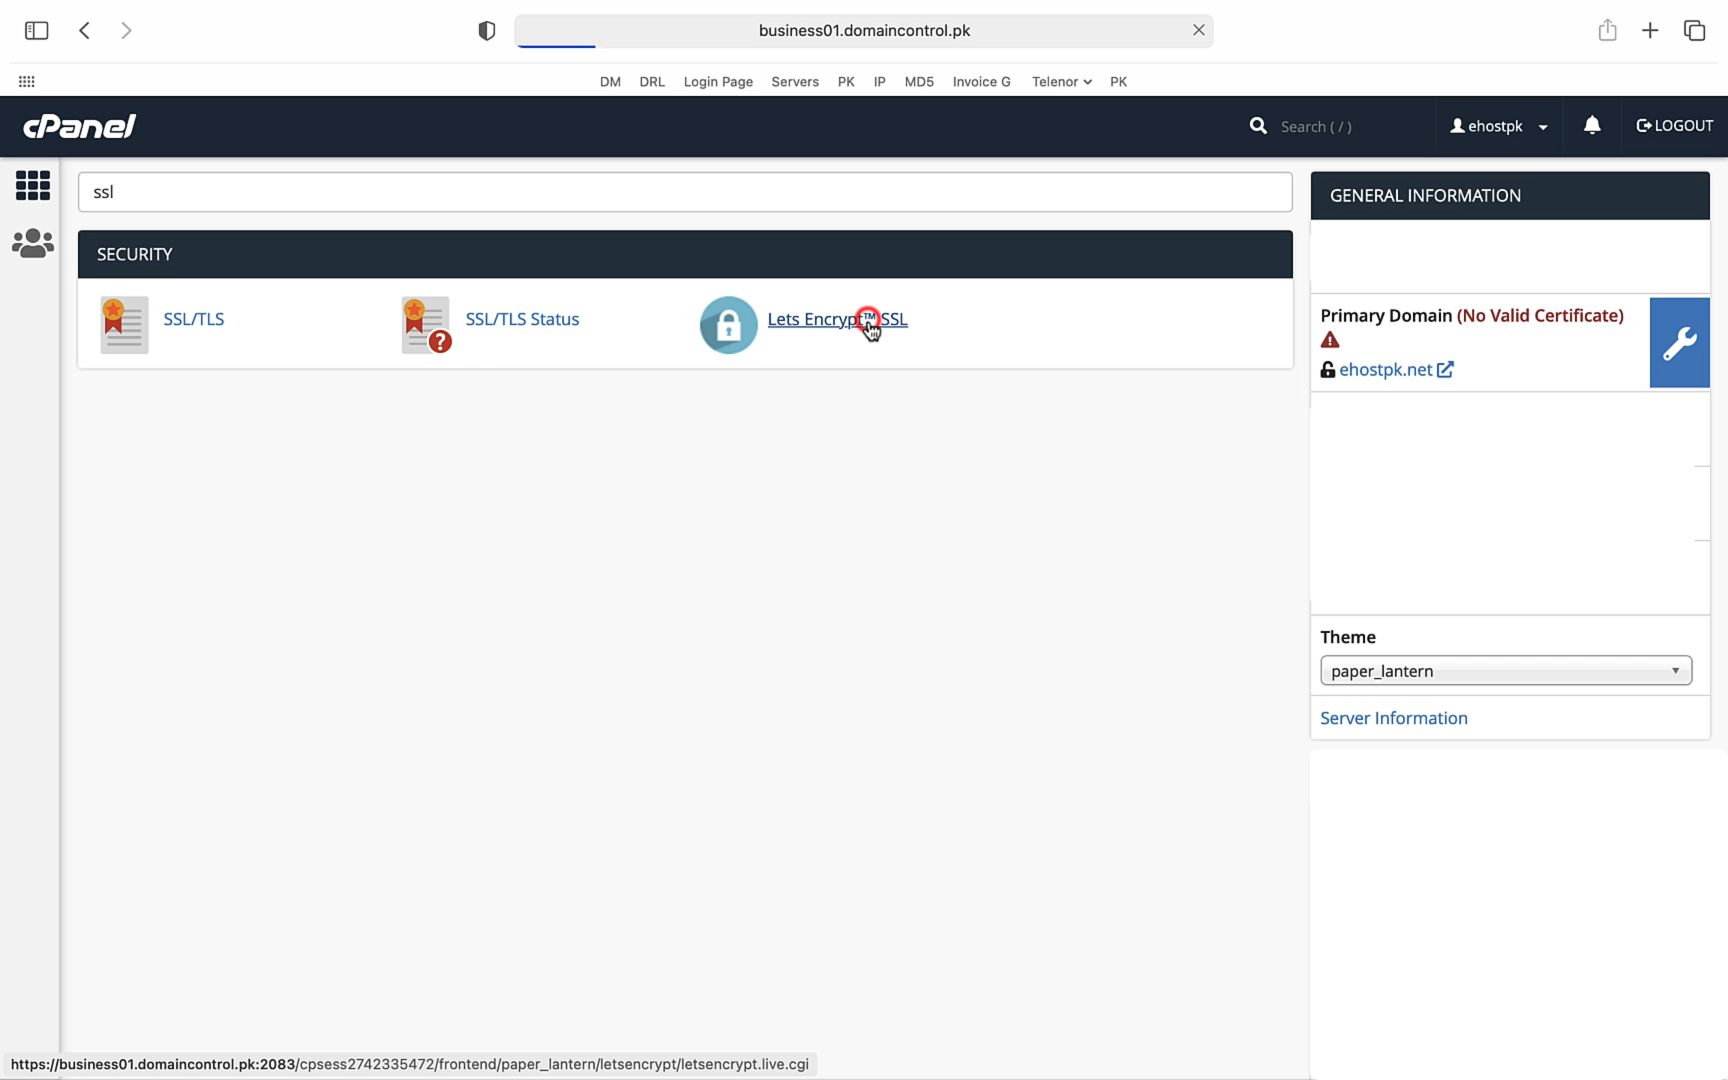 business01.domaincontrol.pk
DM DRL Login Page Servers PK IP MD5 Invoice G Telenor PK
cPanel Search ( / ) ehostpk LOGOUT
ssl
GENERAL INFORMATION
SECURITY
SSL/TLS SSL/TLS Status Lets Encrypt™ SSL
Primary Domain (No Valid Certificate)
ehostpk.net
Theme
paper_lantern
Server Information
https://business01.domaincontrol.pk:2083/cpsess2742335472/frontend/paper_lantern/letsencrypt/letsencrypt.live.cgi